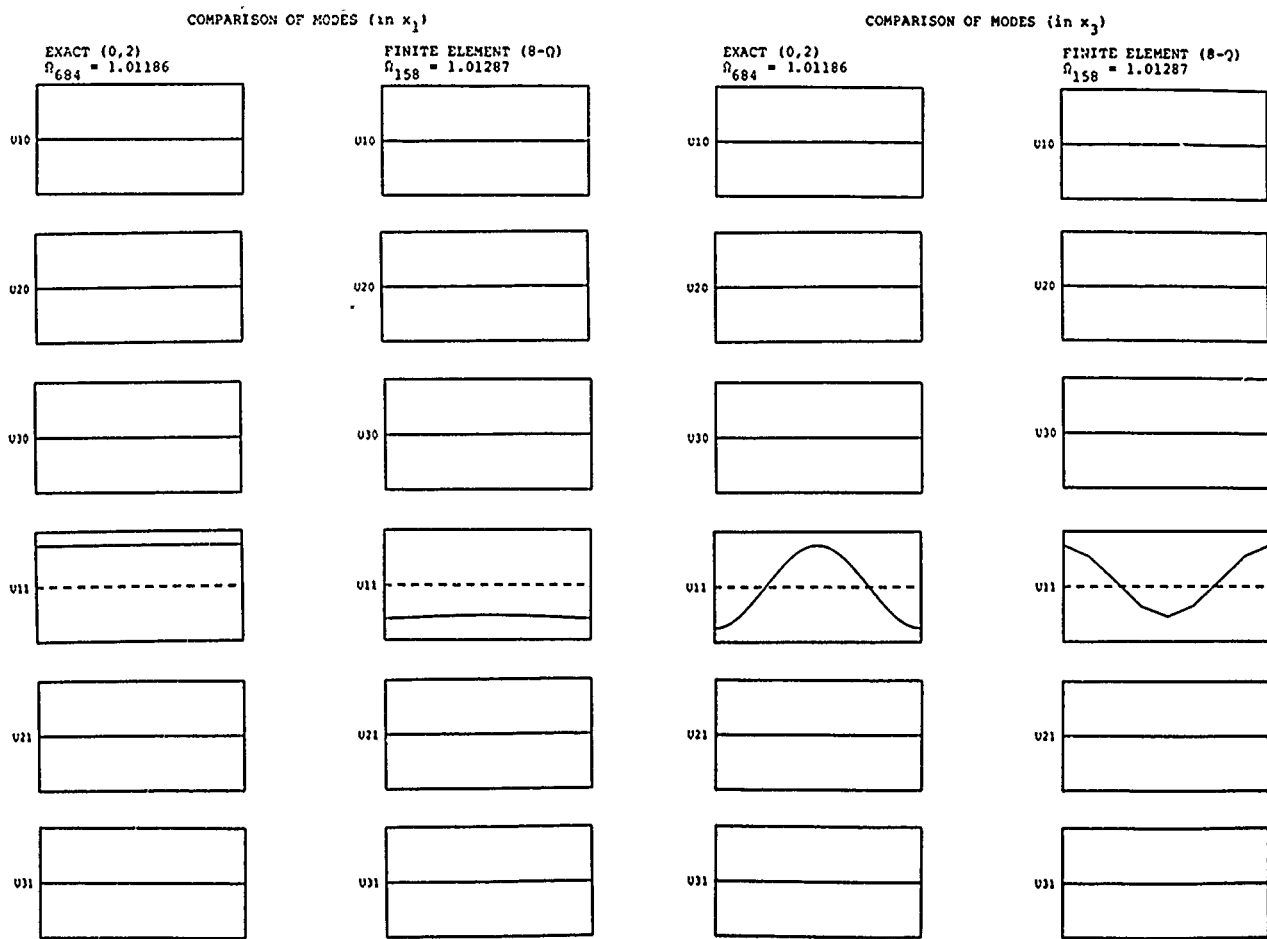 COMPARISON OF MODES (in x₁)
COMPARISON OF MODES (in x₃)
EXACT (0,2)
Ω₆₈₄ = 1.01186
FINITE ELEMENT (8-Ω)
Ω₁₅₈ = 1.01287
EXACT (0,2)
Ω₆₈₄ = 1.01186
FINITE ELEMENT (8-Ω)
Ω₁₅₈ = 1.01287
U10
U10
U10
U10
U20
U20
U20
U20
U30
U30
U30
U30
U11
U11
U11
U11
U21
U21
U21
U21
U31
U31
U31
U31